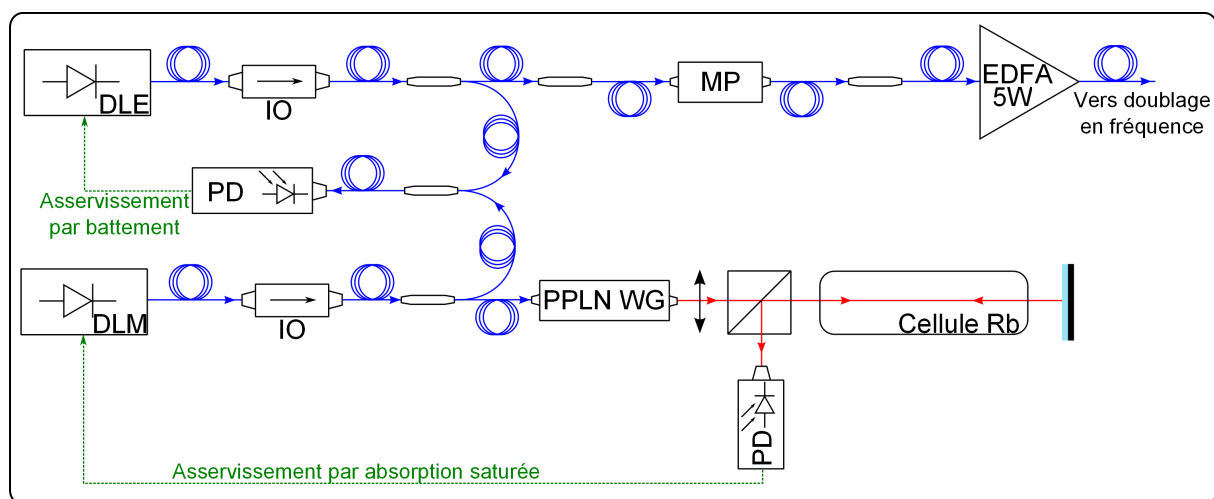 DLE
IO
MP
EDFA
5W
Vers doublage
en fréquence
PD
Asservissement
par battement
DLM
IO
PPLN WG
Cellule Rb
PD
Asservissement par absorption saturée